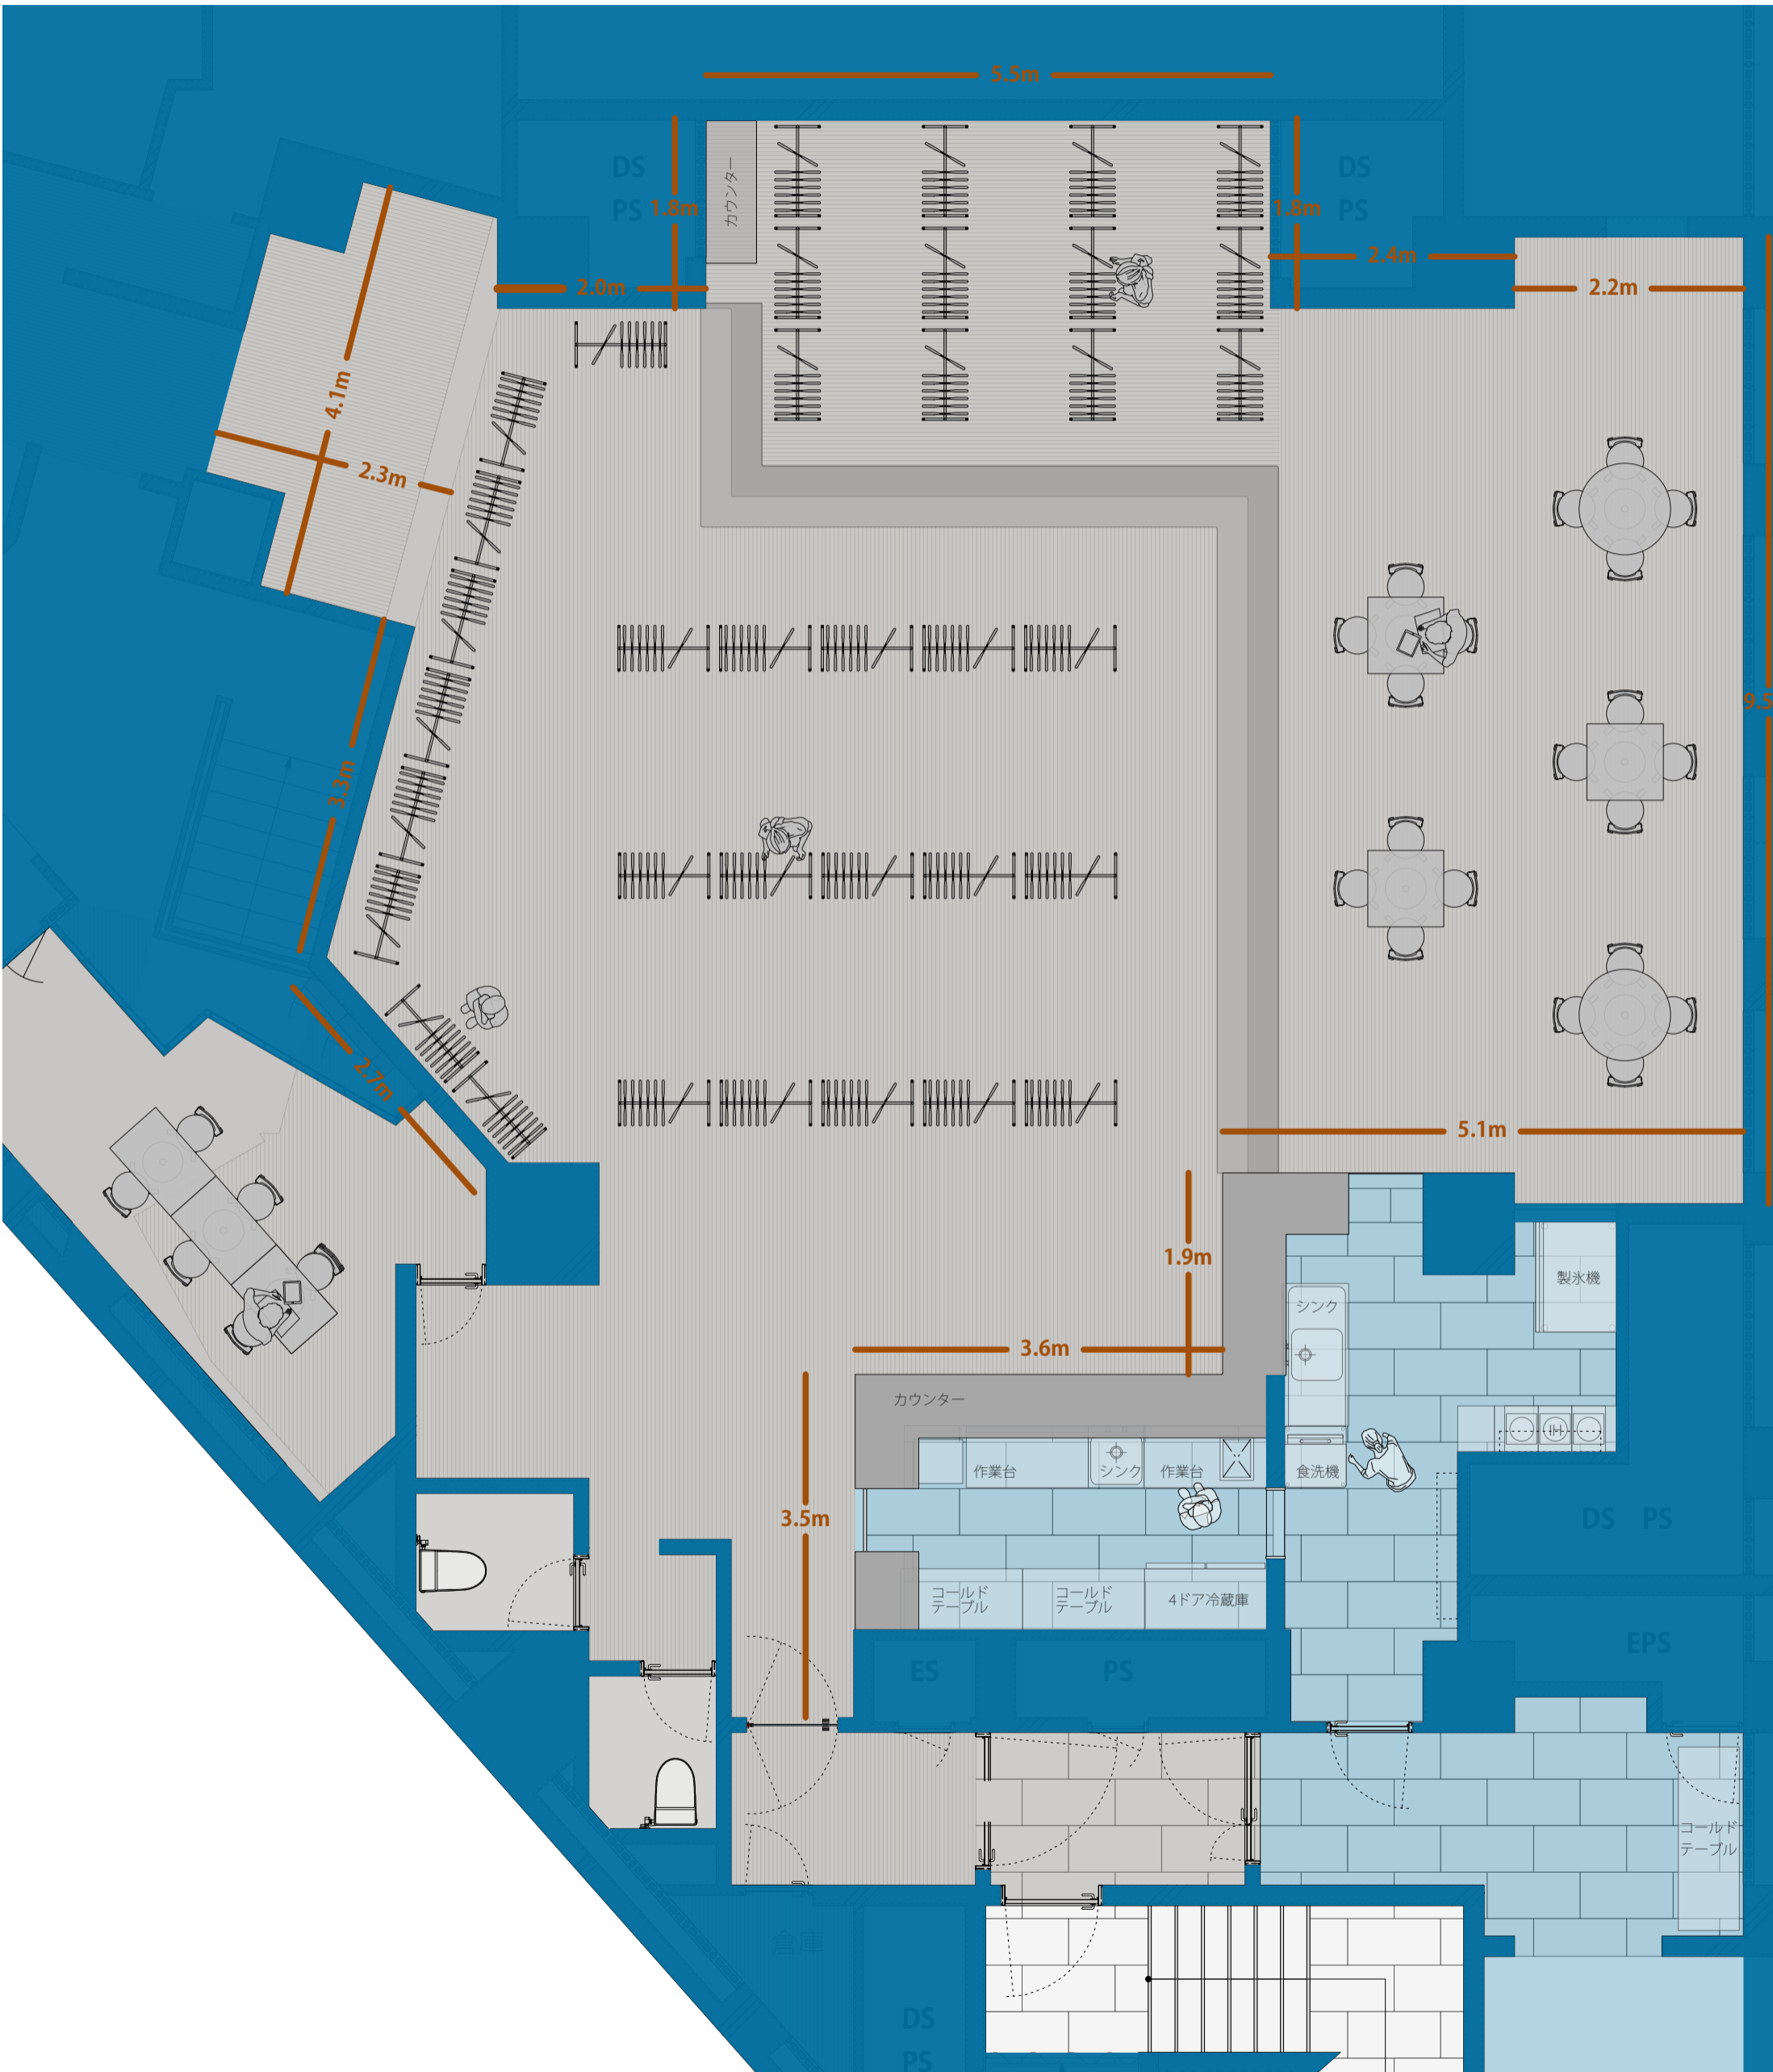 5.5m
DS
PS
1.8m
カウンター
1.8m
DS
PS
2.4m
2.0m
2.2m
4.1m
2.3m
9.5
3.3m
2.7m
5.1m
1.9m
製氷機
シンク
3.6m
カウンター
IH
作業台
シンク
作業台
食洗機
3.5m
DS PS
コールド
テーブル
コールド
テーブル
4ドア冷蔵庫
EPS
ES
PS
コールド
テーブル
倉庫
DS
PS